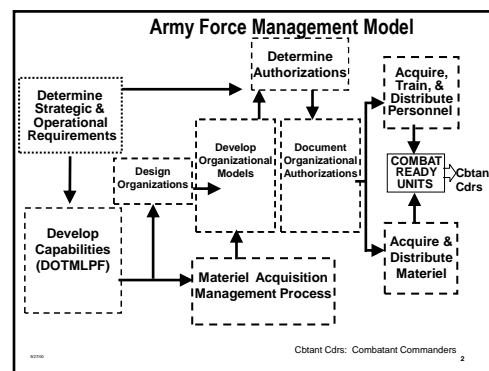 Army Force Management Model
Determine
Authorizations
Acquire,
Train, &
Distribute
Personnel
Determine
Strategic &
Operational
Requirements
Design
Organizations
Develop
Organizational
Models
Document
Organizational
Authorizations
COMBAT
READY
UNITS
Cbtant
Cdrs
Develop
Capabilities
(DOTMLPF)
Materiel Acquisition
Management Process
Acquire &
Distribute
Materiel
Cbtant Cdrs: Combatant Commanders
2